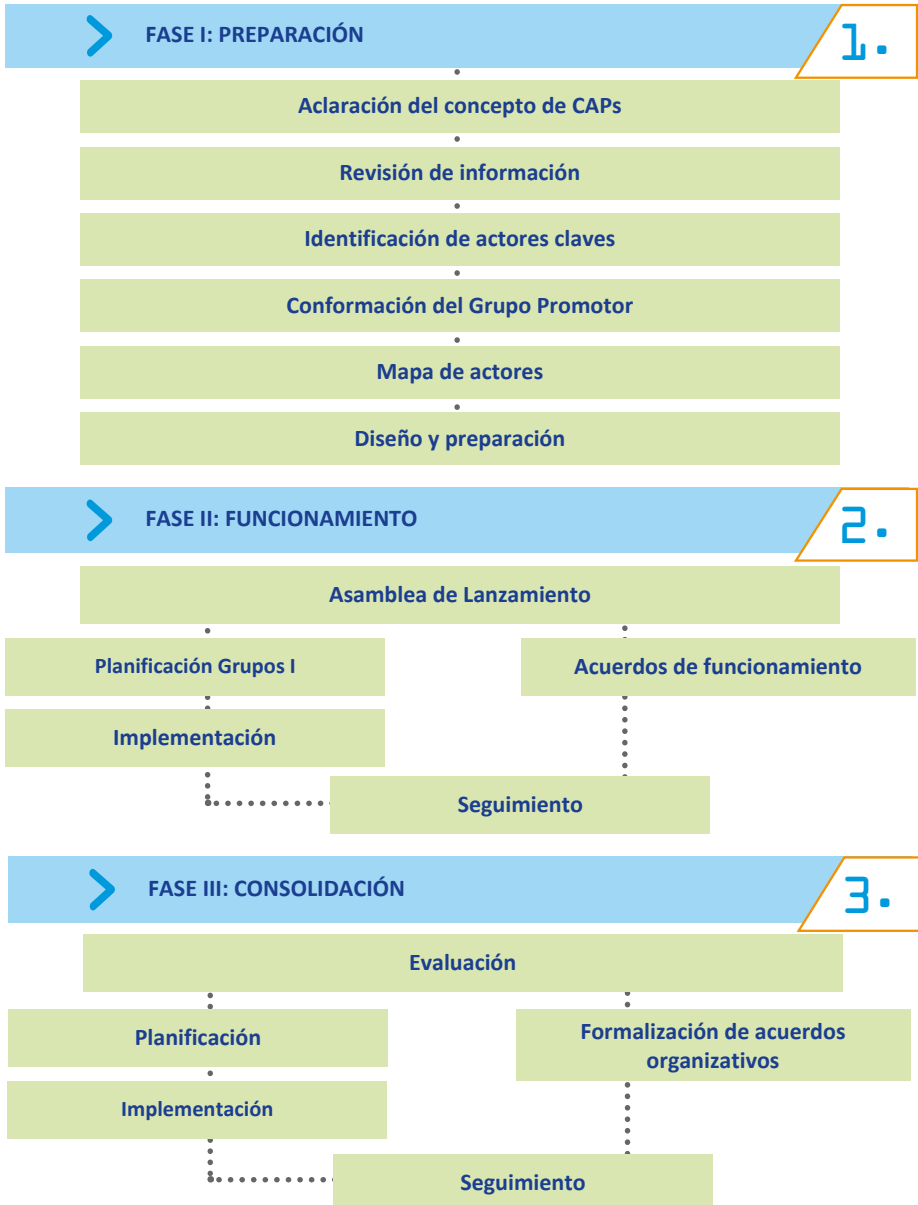 FASE I: PREPARACIÓN
1.
Aclaración del concepto de CAPs
Revisión de información
Identificación de actores claves
Conformación del Grupo Promotor
Mapa de actores
Diseño y preparación
FASE II: FUNCIONAMIENTO
2.
Asamblea de Lanzamiento
Planificación Grupos I
Acuerdos de funcionamiento
Implementación
Seguimiento
FASE III: CONSOLIDACIÓN
3.
Evaluación
Planificación
Formalización de acuerdos
organizativos
Implementación
Seguimiento